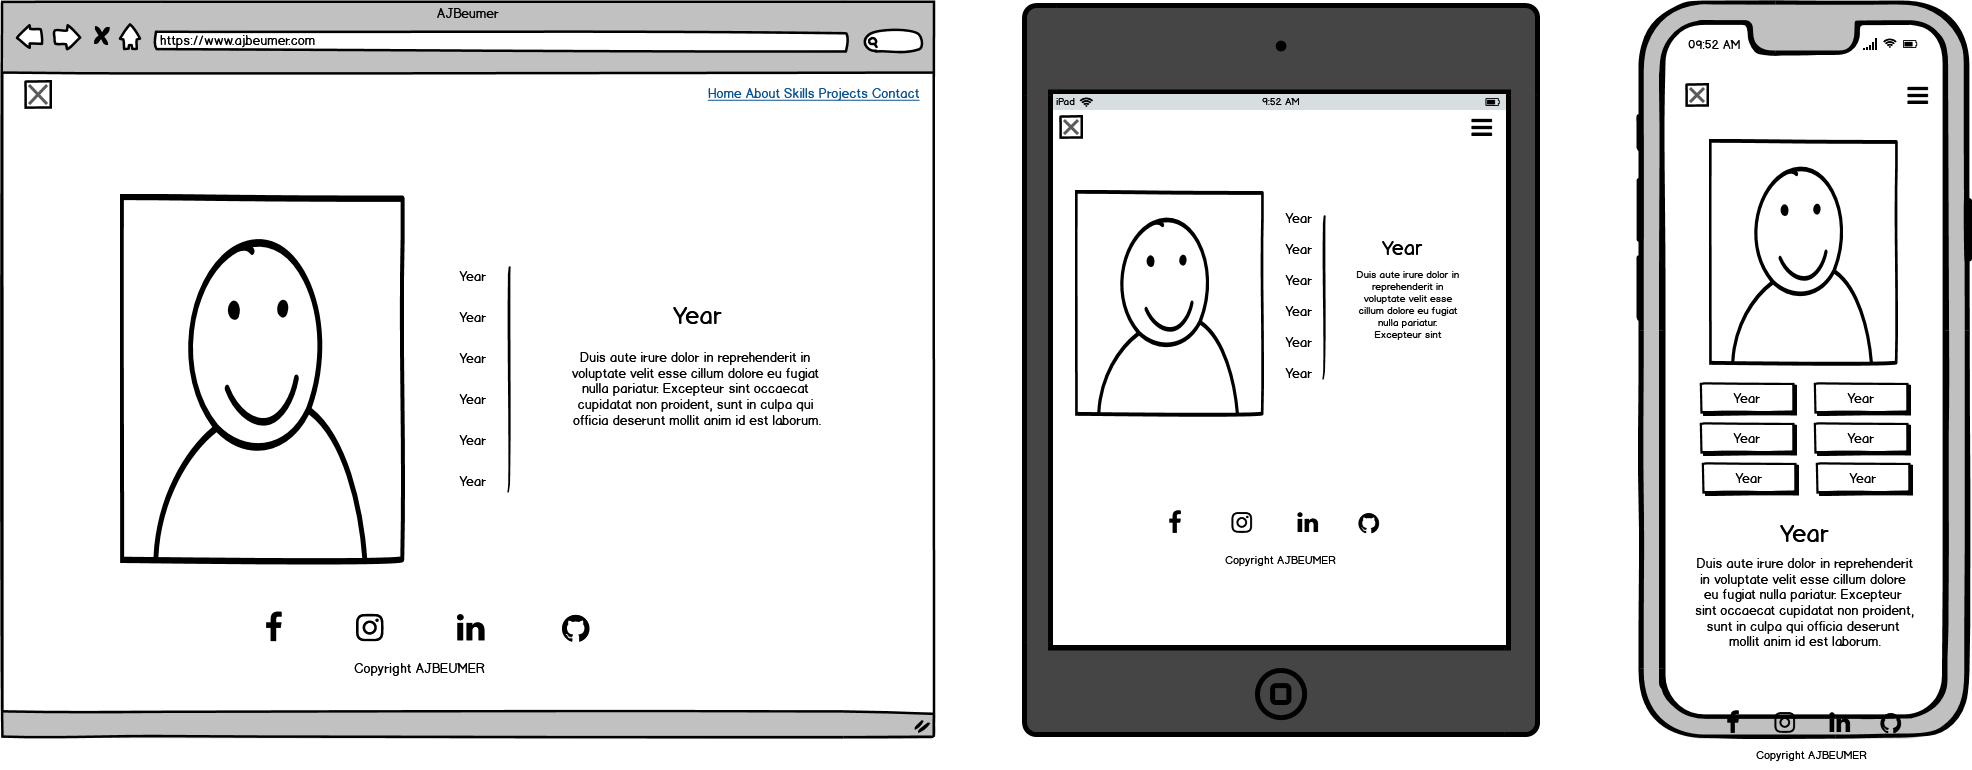 AJBeumer
https://www.ajbeumer.com
Home About Skills Projects Contact
Year
Year
Year
Year
Year
Year
Year
Duis aute irure dolor in reprehenderit in
voluptate velit esse cillum dolore eu fugiat
nulla pariatur. Excepteur sint occaecat
cupidatat non proident, sunt in culpa qui
officia deserunt mollit anim id est laborum.
Copyright AJBEUMER
iPad
9:52 AM
Year
Year
Year
Year
Year
Year
Year
Duis aute irure dolor in
reprehenderit in
voluptate velit esse
cillum dolore eu fugiat
nulla pariatur.
Excepteur sint
Copyright AJBEUMER
09:52 AM
Year Year
Year Year
Year Year
Year
Duis aute irure dolor in reprehenderit
in voluptate velit esse cillum dolore
eu fugiat nulla pariatur. Excepteur
sint occaecat cupidatat non proident,
sunt in culpa qui officia deserunt
mollit anim id est laborum.
Copyright AJBEUMER